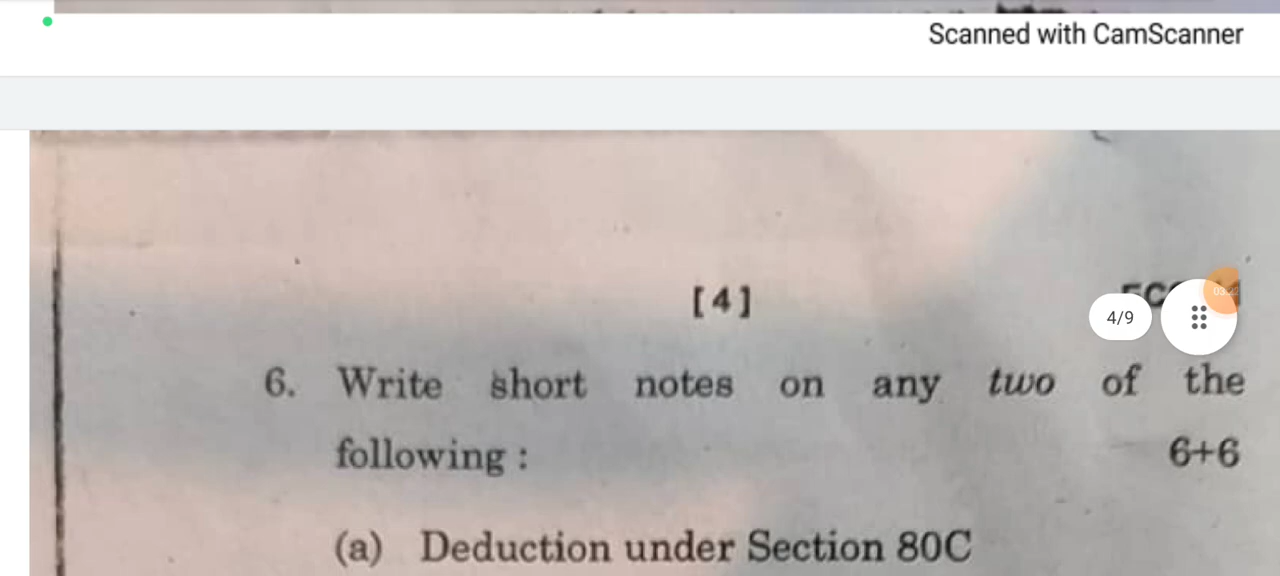 Scanned with CamScanner
[4]
4/9
6. Write short notes on any two of the
following : 6+6
(a) Deduction under Section 80C